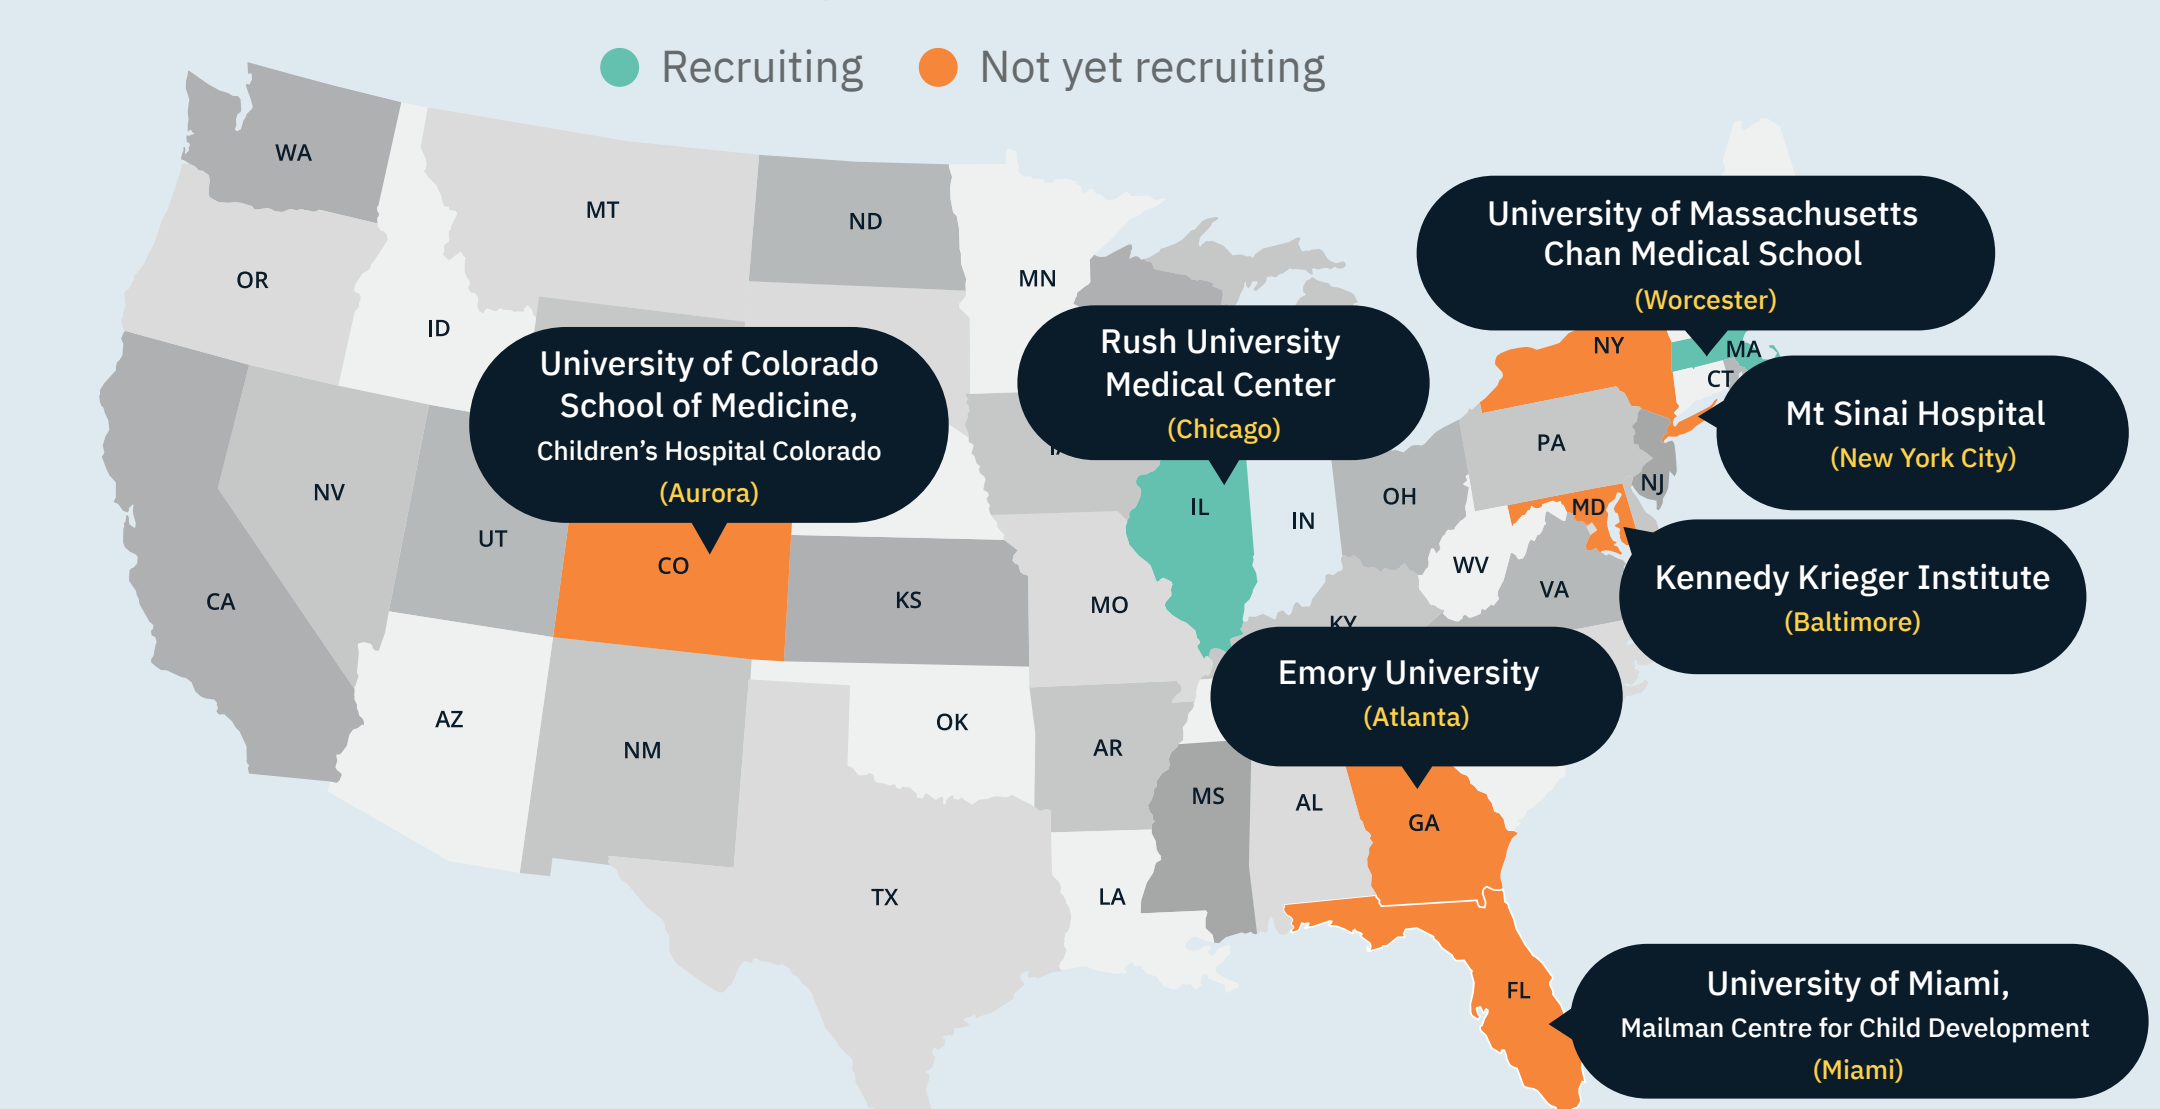 Recruiting
Not yet recruiting
WA
MT
ND
MN
OR
ID
University of Massachusetts
Chan Medical School
(Worcester)
NY
MA
CT
University of Colorado
School of Medicine,
Children's Hospital Colorado
(Aurora)
Rush University
Medical Center
(Chicago)
Mt Sinai Hospital
(New York City)
PA
NJ
NV
UT
CO
KS
MO
IL
IN
OH
MD
WV
VA
KY
CA
Kennedy Krieger Institute
(Baltimore)
Emory University
(Atlanta)
AZ
NM
OK
AR
MS
AL
GA
TX
LA
FL
University of Miami,
Mailman Centre for Child Development
(Miami)